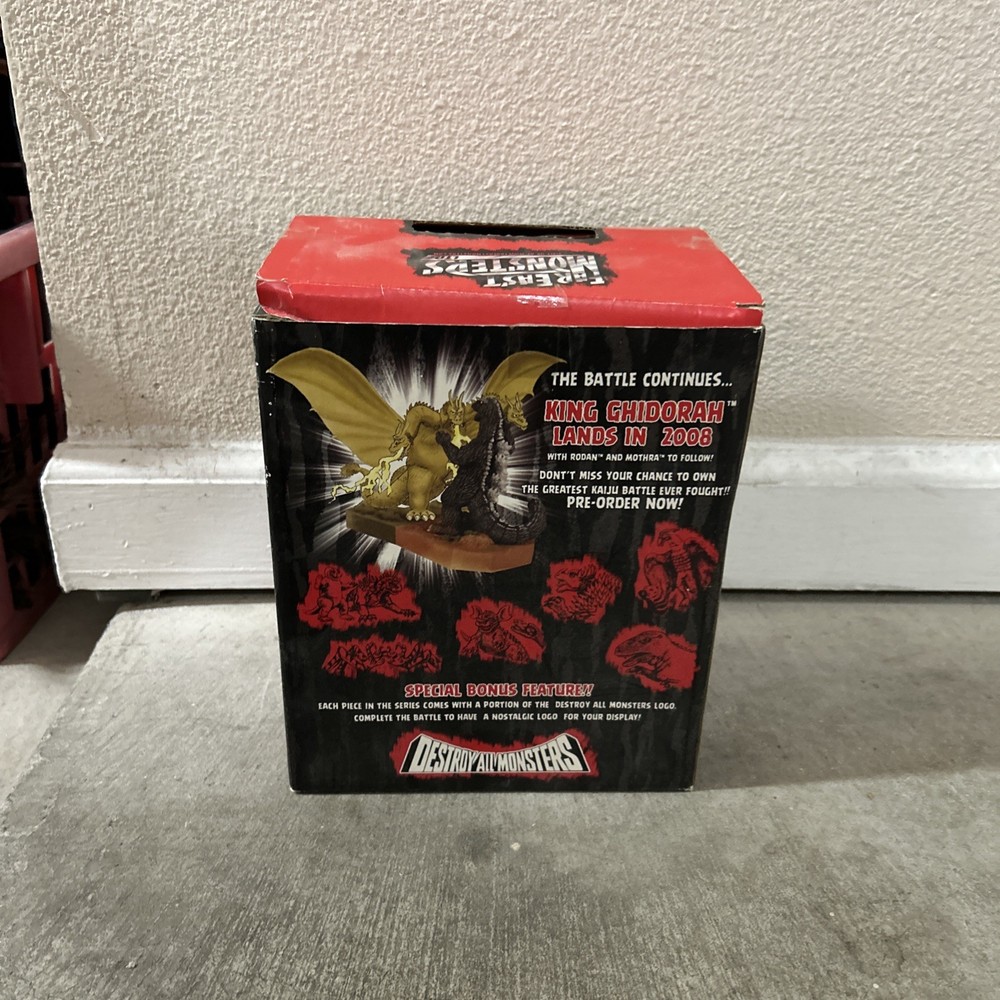 FAR EAST
MONSTERS
THE BATTLE CONTINUES...
KING GHIDORAH™
LANDS IN 2008
WITH RODAN™ AND MOTHRA™ TO FOLLOW!
DON'T MISS YOUR CHANCE TO OWN
THE GREATEST KAIJU BATTLE EVER FOUGHT!!
PRE-ORDER NOW!
SPECIAL BONUS FEATURE!!
EACH PIECE IN THE SERIES COMES WITH A PORTION OF THE DESTROY ALL MONSTERS LOGO.
COMPLETE THE BATTLE TO HAVE A NOSTALGIC LOGO FOR YOUR DISPLAY!
DESTROY ALL MONSTERS